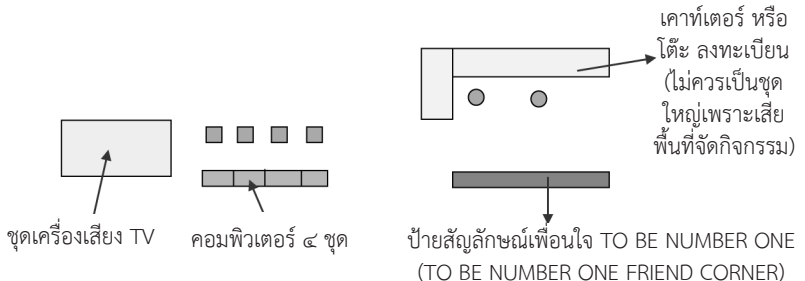 เคาท์เตอร์ หรือ
โต๊ะ ลงทะเบียน
(ไม่ควรเป็นชุด
ใหญ่เพราะเสีย
พื้นที่จัดกิจกรรม)
ชุดเครื่องเสียง TV
คอมพิวเตอร์ ๔ ชุด
ป้ายสัญลักษณ์เพื่อนใจ TO BE NUMBER ONE
(TO BE NUMBER ONE FRIEND CORNER)